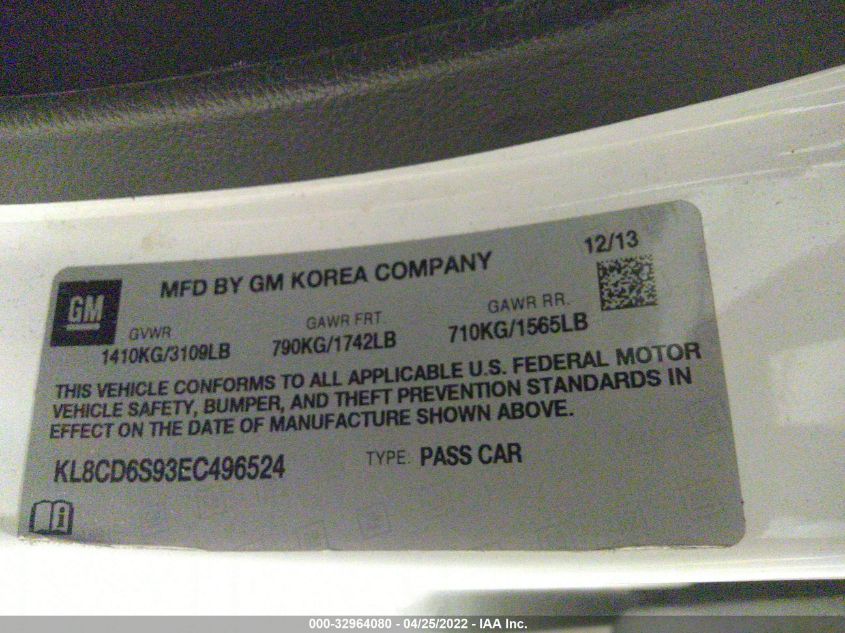 12/13
MFD BY GM KOREA COMPANY
GM
GVWR GAWR FRT. GAWR RR.
1410KG/3109LB 790KG/1742LB 710KG/1565LB
THIS VEHICLE CONFORMS TO ALL APPLICABLE U.S. FEDERAL MOTOR
VEHICLE SAFETY, BUMPER, AND THEFT PREVENTION STANDARDS IN
EFFECT ON THE DATE OF MANUFACTURE SHOWN ABOVE.
KL8CD6S93EC496524 TYPE: PASS CAR
i
000-32964080 - 04/25/2022 - IAA Inc.